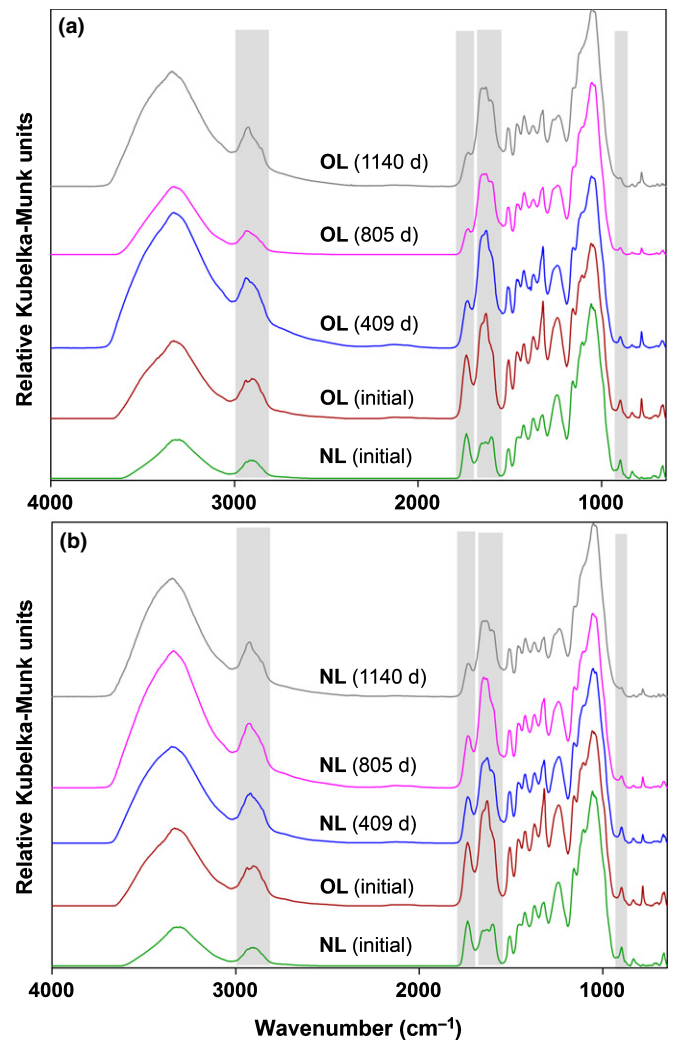 (a)
Relative Kubelka-Munk units
OL (1140 d)
OL (805 d)
OL (409 d)
OL (initial)
NL (initial)
4000 3000 2000 1000
(b)
Relative Kubelka-Munk units
NL (1140 d)
NL (805 d)
NL (409 d)
OL (initial)
NL (initial)
4000 3000 2000 1000
Wavenumber (cm⁻¹)